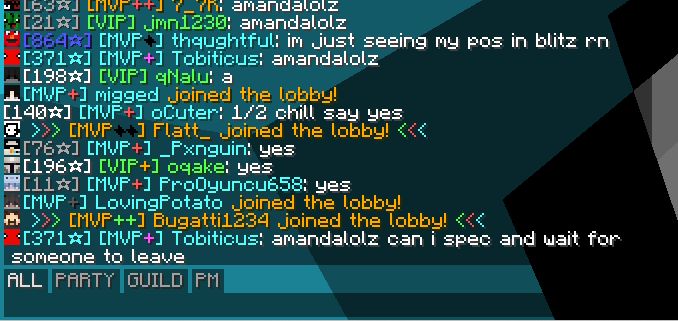 [63☆] [MVP++] 7_7R: amandalolz
[21☆] [VIP] jmn1230: amandalolz
[864☆] [MVP+] thqughtful: im just seeing my pos in blitz rn
[371☆] [MVP+] Tobiticus: amandalolz
[198☆] [VIP] qNalu: a
[MVP+] migged joined the lobby!
[140☆] [MVP+] oCuter: 1/2 chill say yes
>>> [MVP++] Flatt_ joined the lobby! <<<
[76☆] [MVP+] _Pxnguin: yes
[196☆] [VIP+] oqake: yes
[11☆] [MVP+] ProOyuncu658: yes
[MVP+] LovingPotato joined the lobby!
>>> [MVP++] Bugatti1234 joined the lobby! <<<
[371☆] [MVP+] Tobiticus: amandalolz can i spec and wait for
someone to leave
ALL PARTY GUILD PM